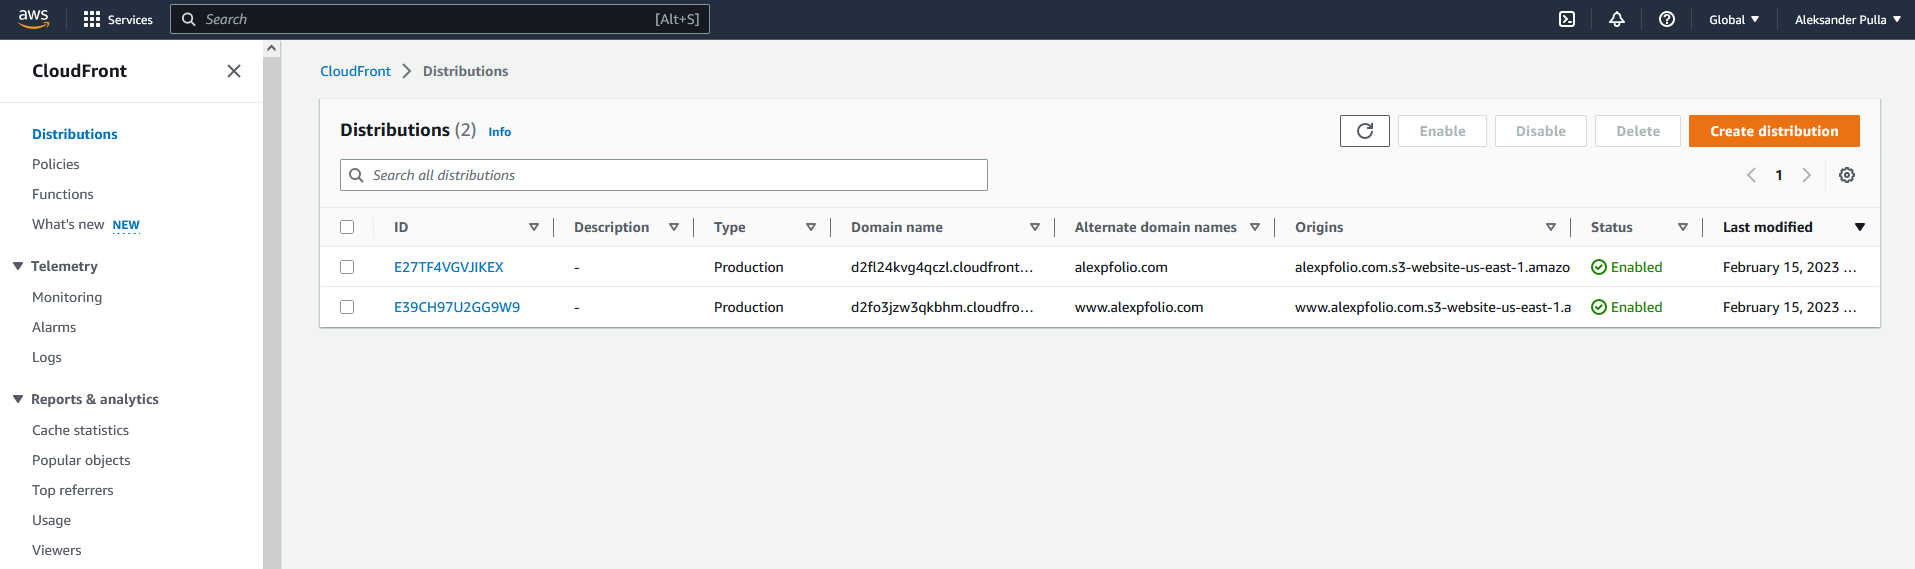 aws Services Search [Alt+S] Global Aleksander Pulla
CloudFront
Distributions
Policies
Functions
What's new NEW
Telemetry
Monitoring
Alarms
Logs
Reports & analytics
Cache statistics
Popular objects
Top referrers
Usage
Viewers
CloudFront Distributions
Distributions (2) Info Enable Disable Delete Create distribution
Search all distributions 1
ID Description Type Domain name Alternate domain names Origins Status Last modified
E27TF4VGVJIKEX - Production d2fl24kvg4qczl.cloudfront... alexpfolio.com alexpfolio.com.s3-website-us-east-1.amazo Enabled February 15, 2023 ...
E39CH97U2GG9W9 - Production d2fo3jzw3qkbhm.cloudfro... www.alexpfolio.com www.alexpfolio.com.s3-website-us-east-1.a Enabled February 15, 2023 ...